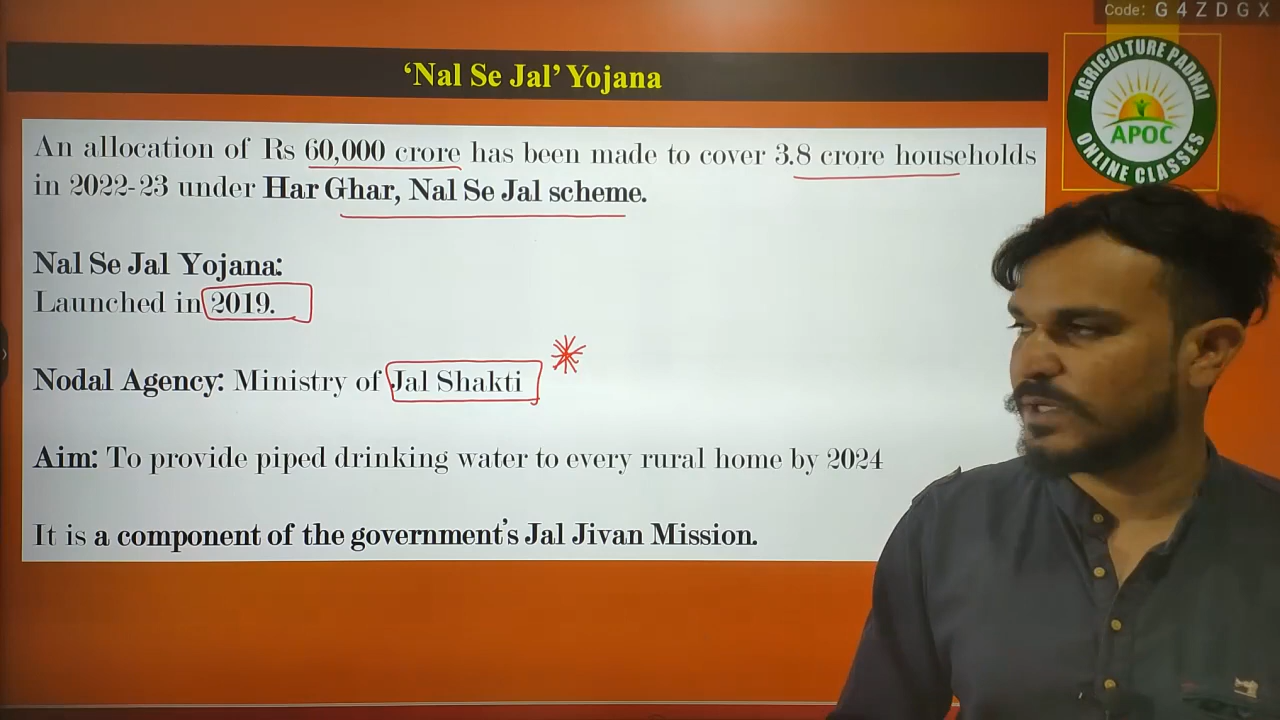 Code: G 4 Z D G X
‘Nal Se Jal’ Yojana
AGRICULTURE PADHAI
APOC
ONLINE CLASSES
An allocation of Rs 60,000 crore has been made to cover 3.8 crore households
in 2022-23 under Har Ghar, Nal Se Jal scheme.
Nal Se Jal Yojana:
Launched in 2019.
Nodal Agency: Ministry of Jal Shakti
Aim: To provide piped drinking water to every rural home by 2024
It is a component of the government's Jal Jivan Mission.